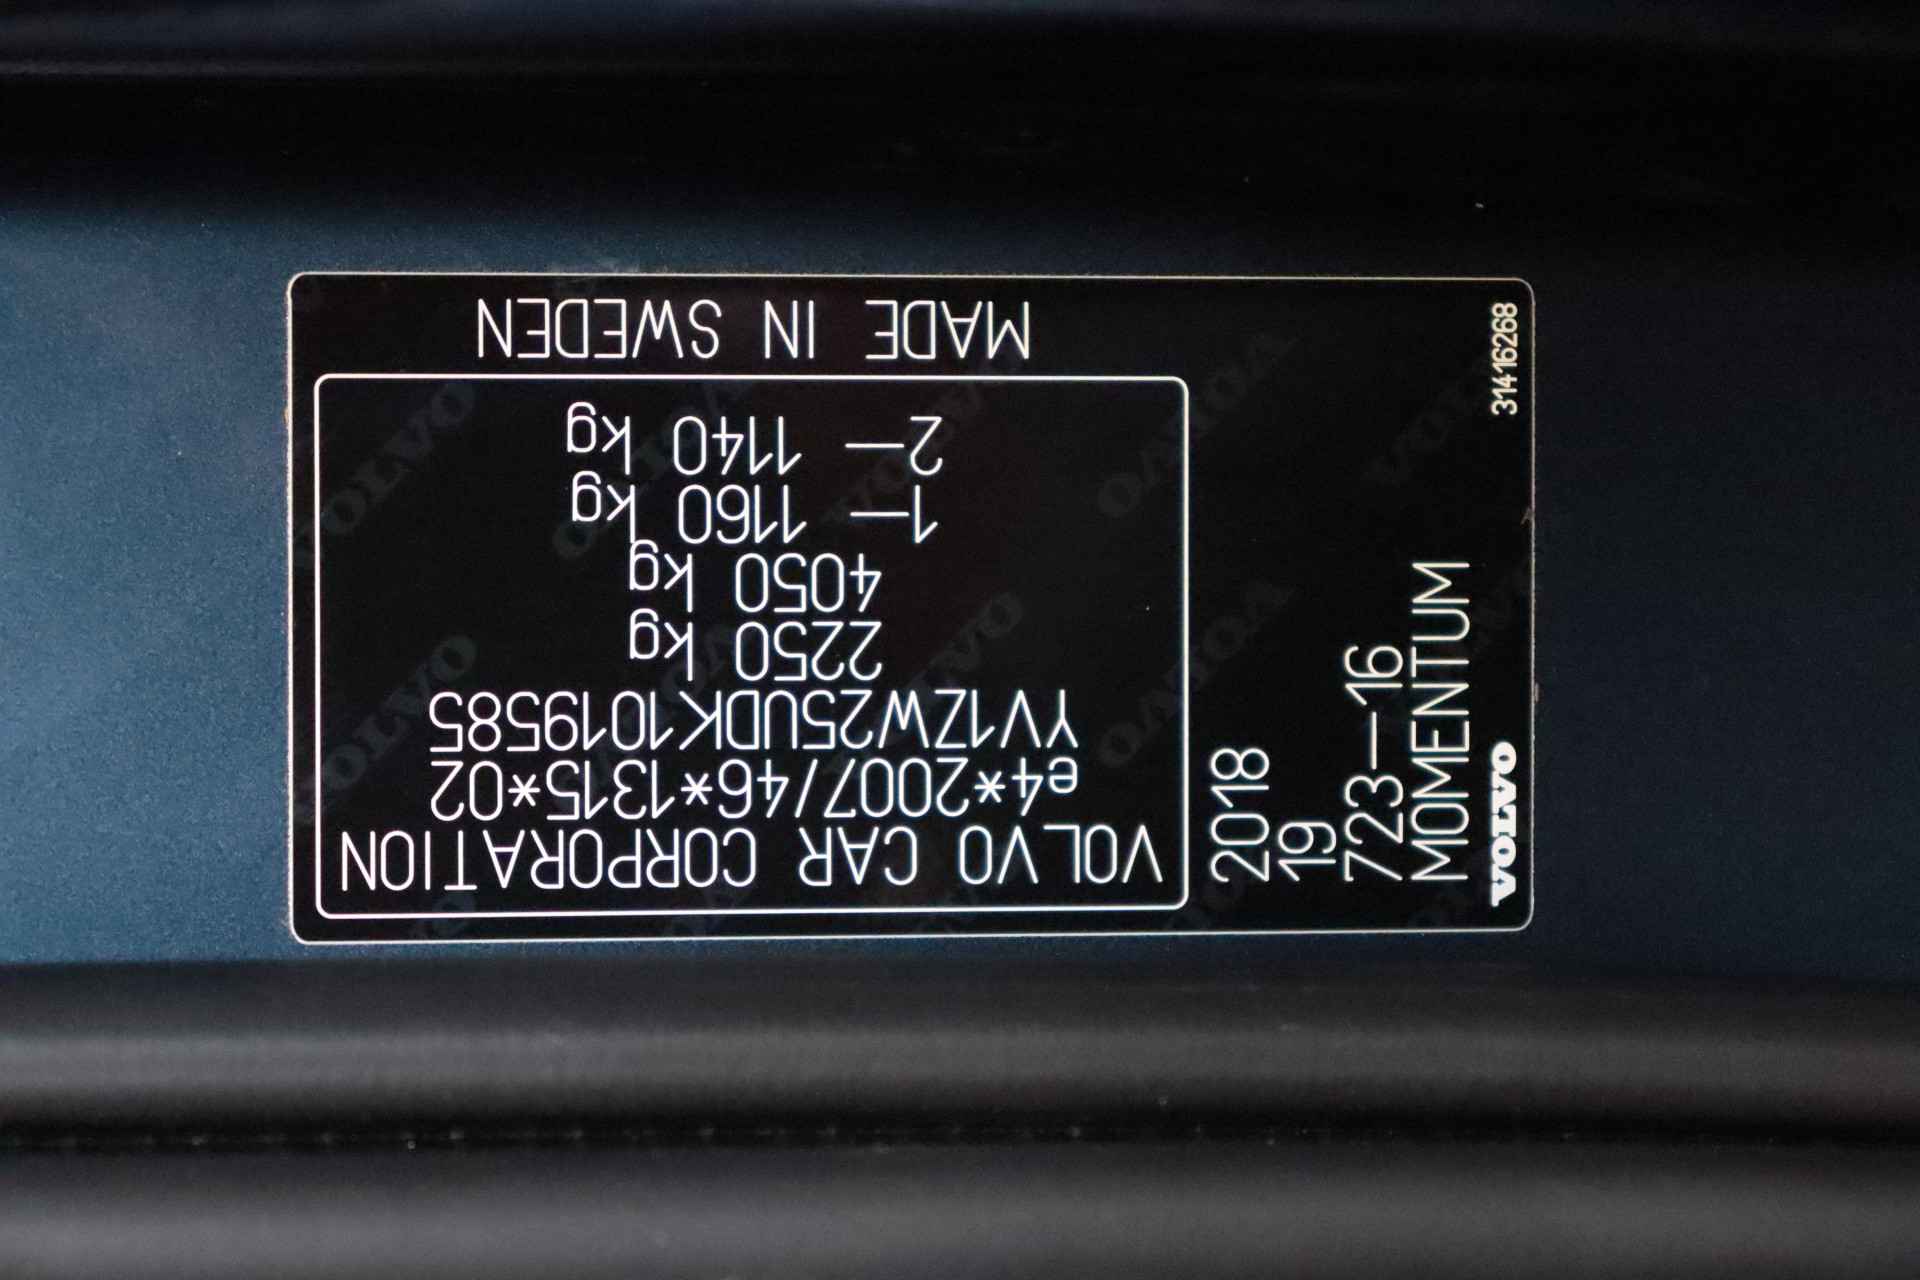 VOLVO CAR CORPORATION
e4*2007/46*1315*02
YV1ZW25UDK1019585
2250 kg
4050 kg
1— 1160 kg
2— 1140 kg
MADE IN SWEDEN
2018
19
723—16
MOMENTUM
VOLVO
31416268